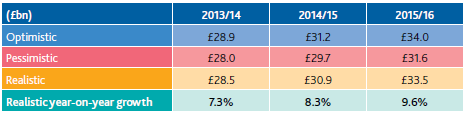 (£bn) 2013/14 2014/15 2015/16
Optimistic £28.9 £31.2 £34.0
Pessimistic £28.0 £29.7 £31.6
Realistic £28.5 £30.9 £33.5
Realistic year-on-year growth 7.3% 8.3% 9.6%